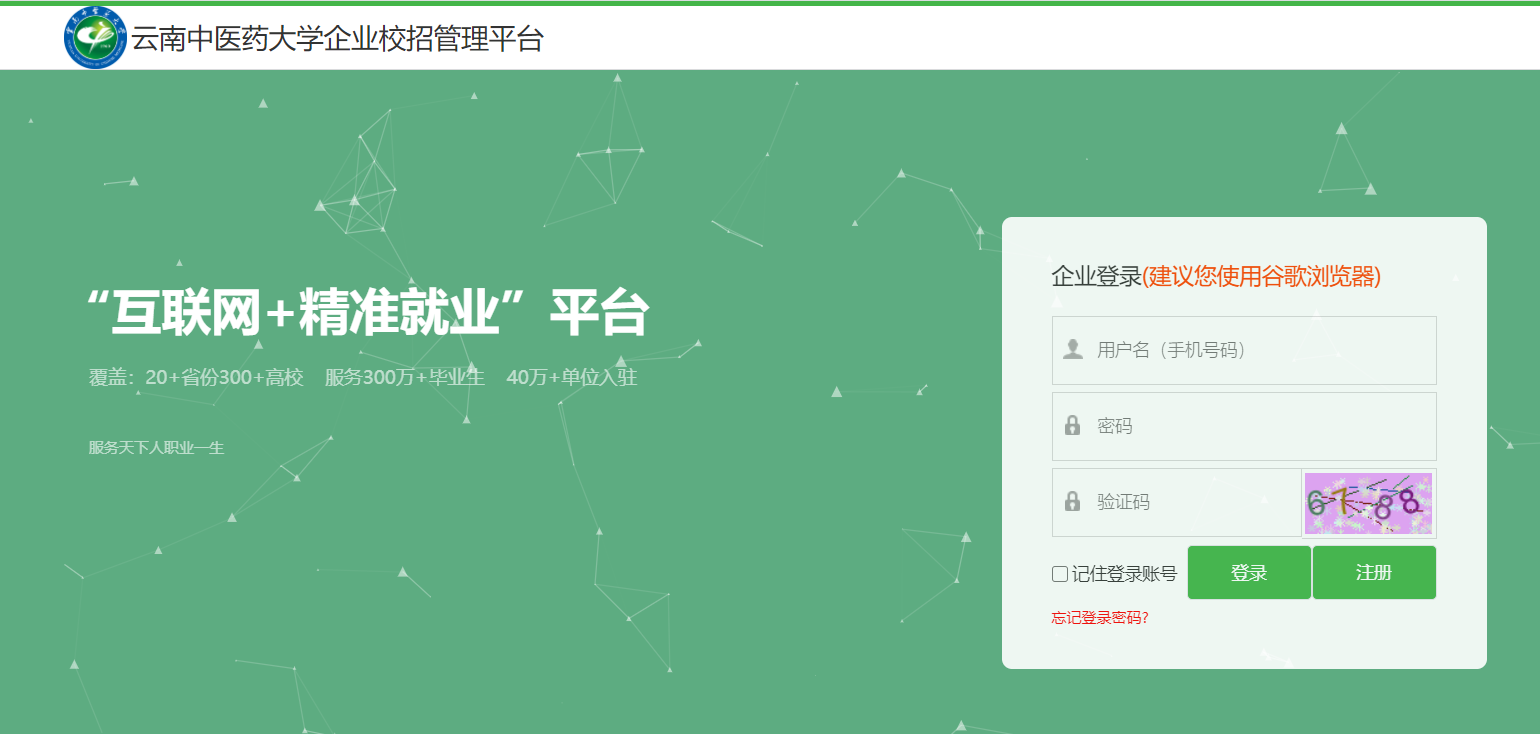 云南中医药大学企业校招管理平台
“互联网+精准就业”平台
覆盖：20+省份300+高校 服务300万+毕业生 40万+单位入驻
服务天下人职业一生
企业登录(建议您使用谷歌浏览器)
用户名（手机号码）
密码
验证码
6788
记住登录账号 登录 注册
忘记登录密码?